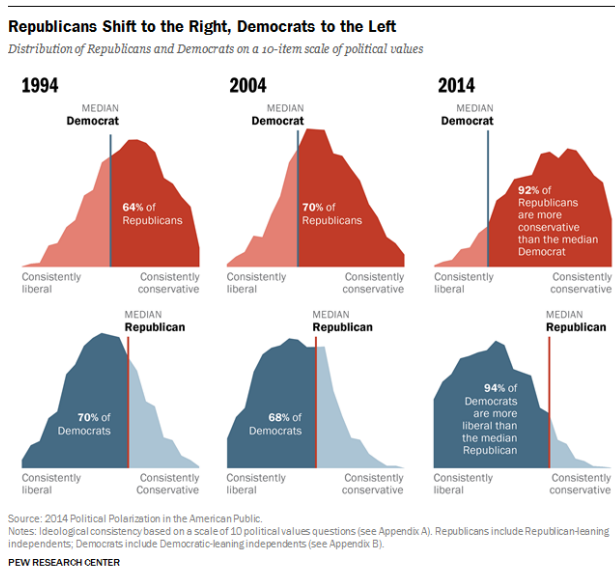 Republicans Shift to the Right, Democrats to the Left
Distribution of Republicans and Democrats on a 10-item scale of political values
1994
2004
2014
MEDIAN
Democrat
MEDIAN
Democrat
MEDIAN
Democrat
64% of
Republicans
70% of
Republicans
92% of
Republicans
are more
conservative
than the median
Democrat
Consistently
liberal
Consistently
conservative
Consistently
liberal
Consistently
conservative
Consistently
liberal
Consistently
conservative
MEDIAN
Republican
MEDIAN
Republican
MEDIAN
Republican
70% of
Democrats
68% of
Democrats
94% of
Democrats
are more
liberal than
the median
Republican
Consistently
liberal
Consistently
Conservative
Consistently
liberal
Consistently
Conservative
Consistently
liberal
Consistently
conservative
Source: 2014 Political Polarization in the American Public.
Notes: Ideological consistency based on a scale of 10 political values questions (see Appendix A). Republicans include Republican-leaning
independents; Democrats include Democratic-leaning independents (see Appendix B).
PEW RESEARCH CENTER